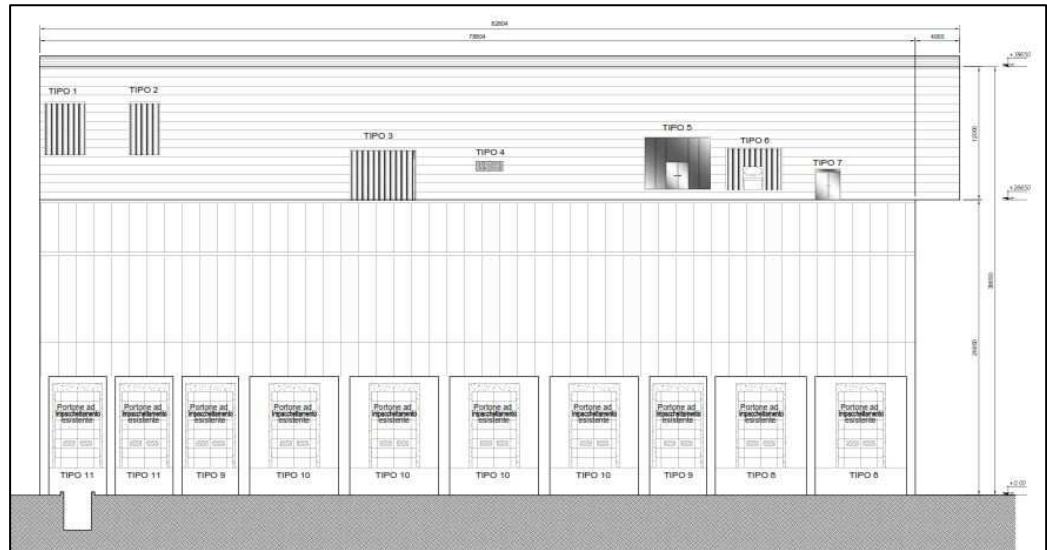 TIPO 1
TIPO 2
TIPO 3
TIPO 4
TIPO 5
TIPO 6
TIPO 7
4000
12000
+0.00
Portone ad
Impacchettamento
esistente
Portone ad
Impacchettamento
esistente
Portone ad
Impacchettamento
esistente
Portone ad
Impacchettamento
esistente
Portone ad
Impacchettamento
esistente
Portone ad
Impacchettamento
esistente
Portone ad
Impacchettamento
esistente
Portone ad
Impacchettamento
esistente
Portone ad
Impacchettamento
esistente
Portone ad
Impacchettamento
esistente
TIPO 11
TIPO 11
TIPO 9
TIPO 10
TIPO 10
TIPO 10
TIPO 10
TIPO 9
TIPO 8
TIPO 8